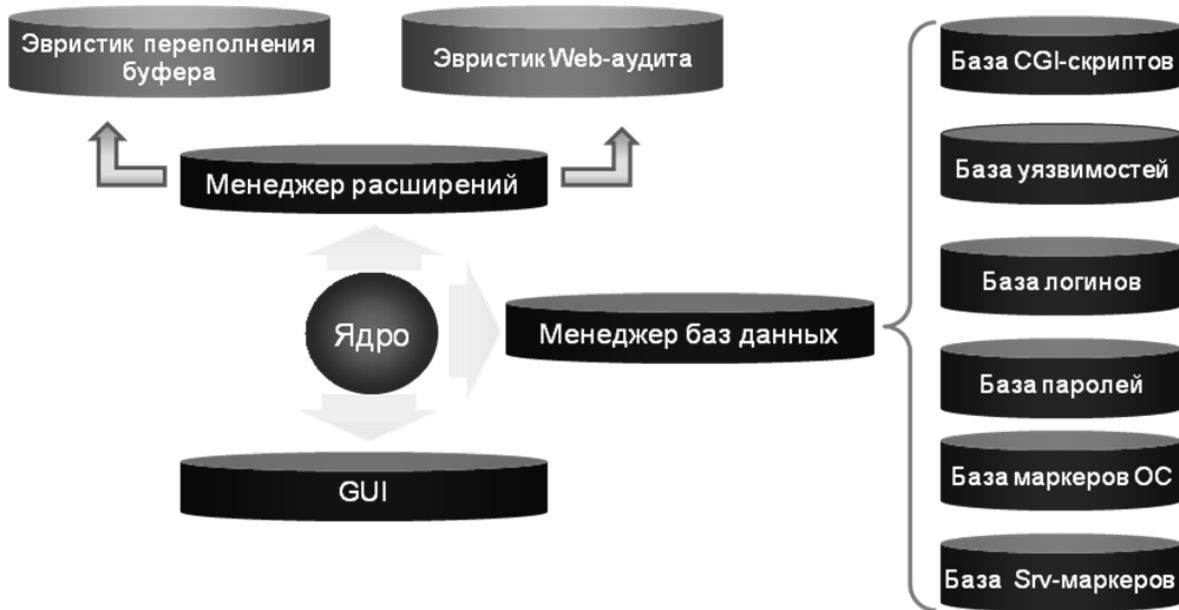 Эвристик переполнения
буфера
Эвристик Web-аудита
Менеджер расширений
Ядро
Менеджер баз данных
GUI
База CGI-скриптов
База уязвимостей
База логинов
База паролей
База маркеров ОС
База Srv-маркеров